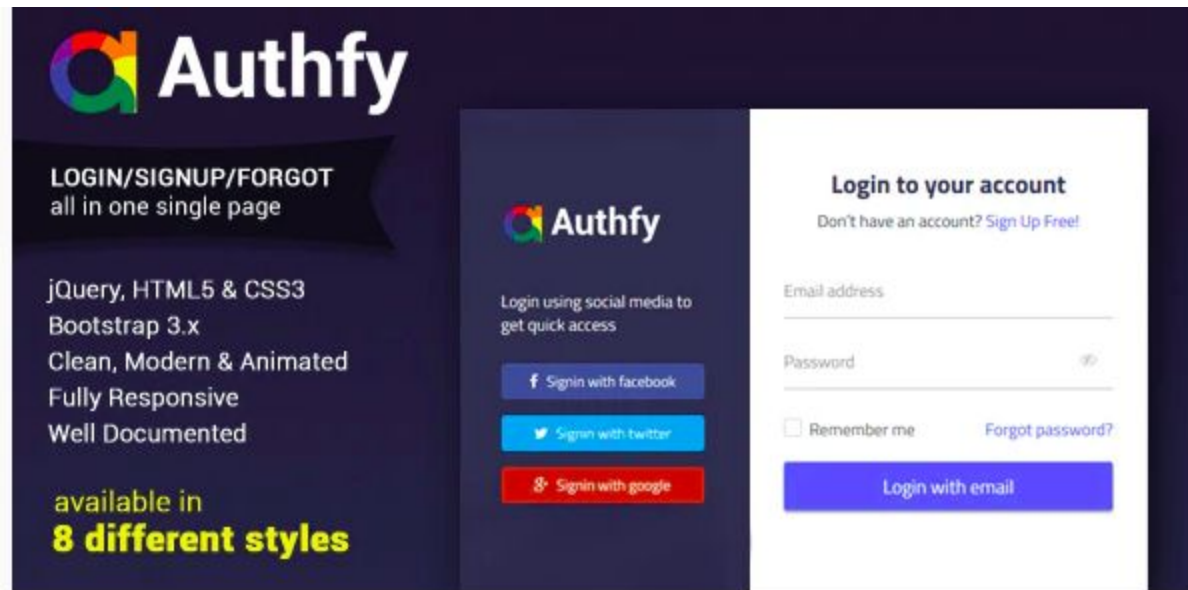 Authfy
LOGIN/SIGNUP/FORGOT
all in one single page
jQuery, HTML5 & CSS3
Bootstrap 3.x
Clean, Modern & Animated
Fully Responsive
Well Documented
available in
8 different styles
Authfy
Login using social media to
get quick access
Signin with facebook
Signin with twitter
Signin with google
Login to your account
Don't have an account? Sign Up Free!
Email address
Password
Remember me Forgot password?
Login with email